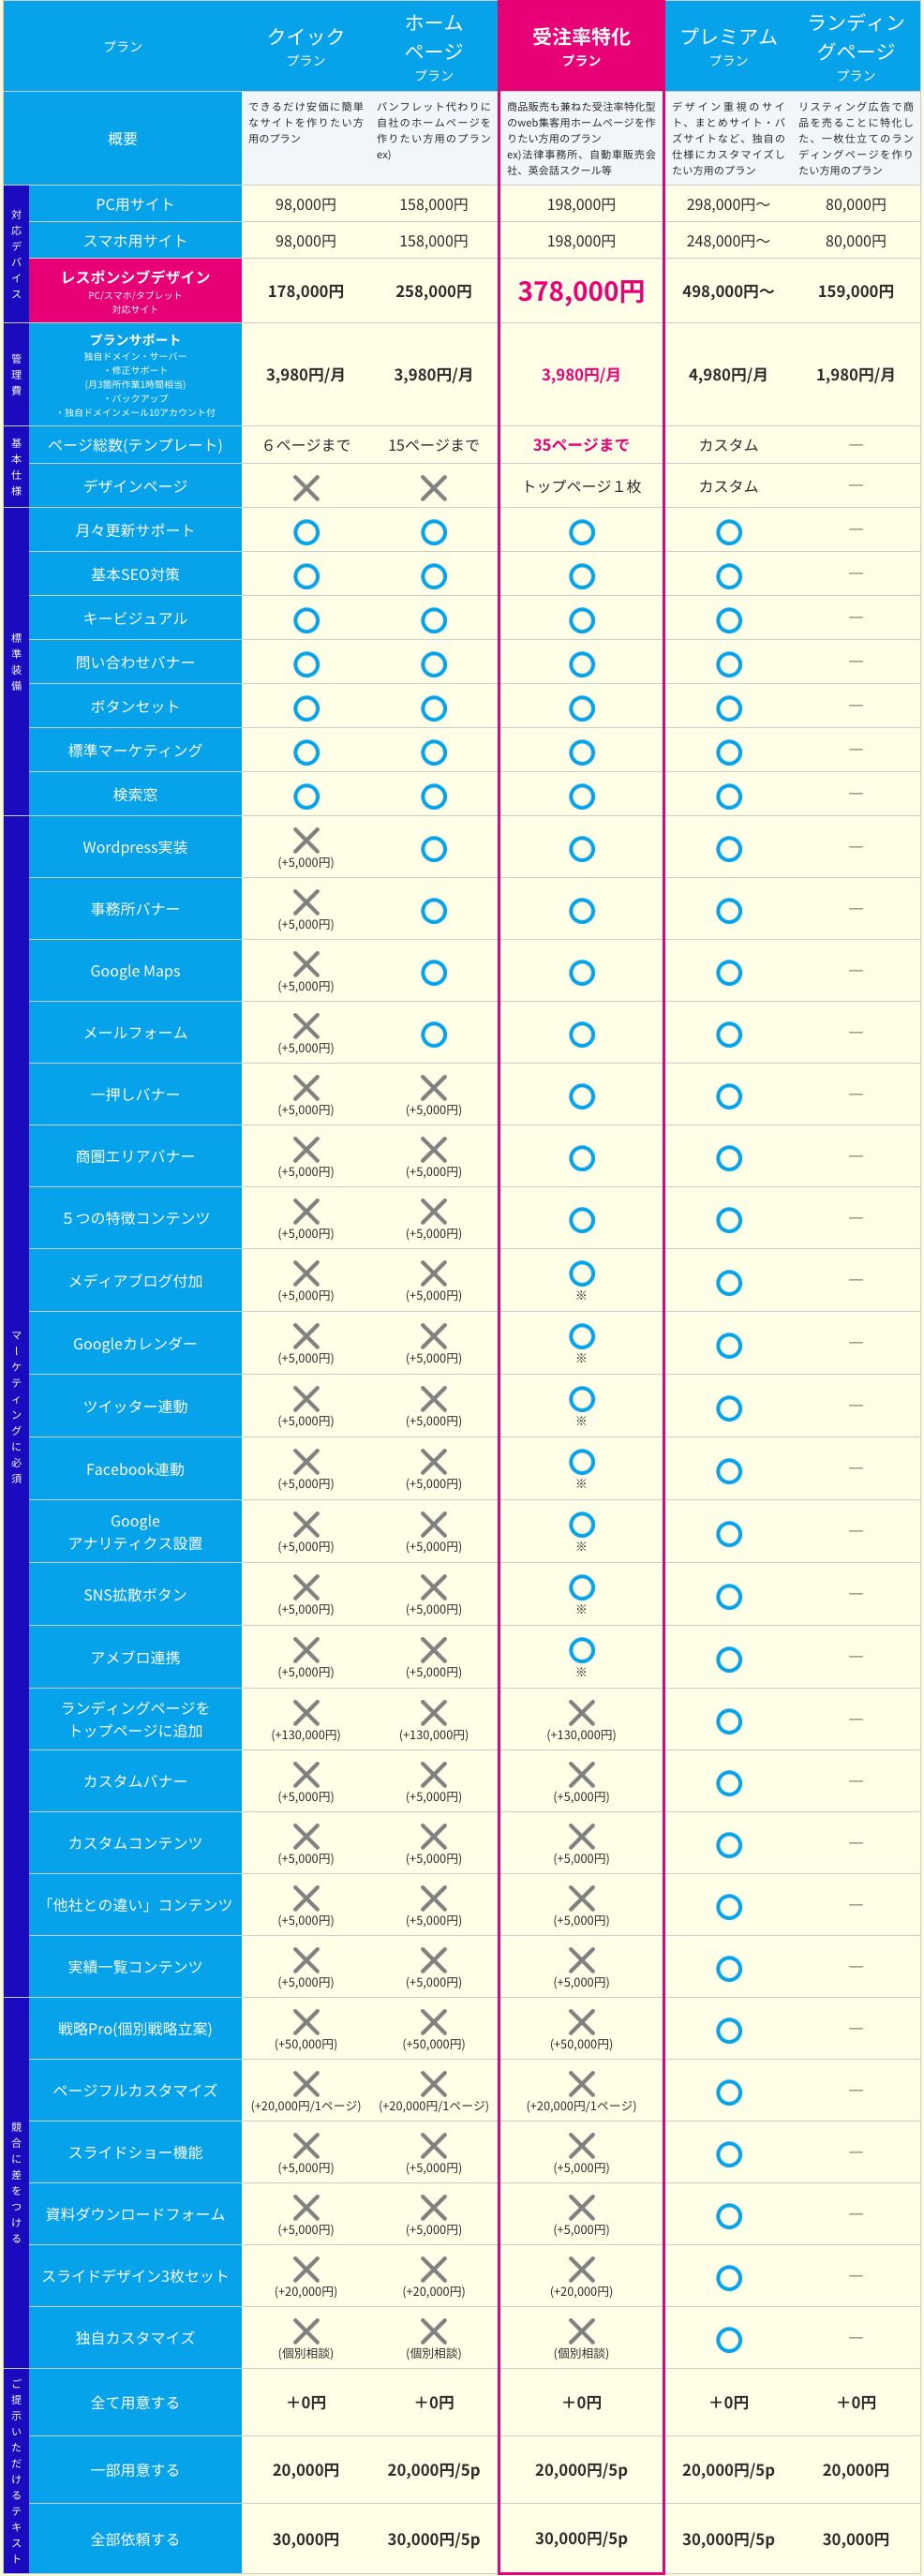 プラン
クイック
プラン
ホーム
ページ
プラン
受注率特化
プラン
プレミアム
プラン
ランディン
グページ
プラン
概要
できるだけ安価に簡単
なサイトを作りたい方
用のプラン
パンフレット代わりに
自社のホームページを
作りたい方用のプラン
ex)
商品販売も兼ねた受注率特化型
のweb集客用ホームページを作
りたい方用のプラン
ex)法律事務所、自動車販売会
社、英会話スクール等
デザイン重視のサイ
ト、まとめサイト・バ
ズサイトなど、独自の
仕様にカスタマイズし
たい方用のプラン
リスティング広告で商
品を売ることに特化し
た、一枚仕立てのラン
ディングページを作り
たい方用のプラン
対応デバイス
PC用サイト 98,000円 158,000円 198,000円 298,000円〜 80,000円
スマホ用サイト 98,000円 158,000円 198,000円 248,000円〜 80,000円
レスポンシブデザイン
PC/スマホ/タブレット
対応サイト
178,000円 258,000円 378,000円 498,000円〜 159,000円
管理費
プランサポート
独自ドメイン・サーバー
・修正サポート
(月3箇所作業1時間相当)
・バックアップ
・独自ドメインメール10アカウント付
3,980円/月 3,980円/月 3,980円/月 4,980円/月 1,980円/月
基本仕様
ページ総数(テンプレート) 6ページまで 15ページまで 35ページまで カスタム —
デザインページ トップページ1枚 カスタム —
標準装備
月々更新サポート —
基本SEO対策 —
キービジュアル —
問い合わせバナー —
ボタンセット —
標準マーケティング —
検索窓 —
マーケティングに必須
Wordpress実装 (+5,000円) —
事務所バナー (+5,000円) —
Google Maps (+5,000円) —
メールフォーム (+5,000円) —
一押しバナー (+5,000円) (+5,000円) —
商圏エリアバナー (+5,000円) (+5,000円) —
5つの特徴コンテンツ (+5,000円) (+5,000円) —
メディアブログ付加 (+5,000円) (+5,000円) ※ —
Googleカレンダー (+5,000円) (+5,000円) ※ —
ツイッター連動 (+5,000円) (+5,000円) ※ —
Facebook連動 (+5,000円) (+5,000円) ※ —
Google
アナリティクス設置 (+5,000円) (+5,000円) ※ —
SNS拡散ボタン (+5,000円) (+5,000円) ※ —
アメブロ連携 (+5,000円) (+5,000円) ※ —
ランディングページを
トップページに追加 (+130,000円) (+130,000円) (+130,000円) —
カスタムバナー (+5,000円) (+5,000円) (+5,000円) —
カスタムコンテンツ (+5,000円) (+5,000円) (+5,000円) —
「他社との違い」コンテンツ (+5,000円) (+5,000円) (+5,000円) —
実績一覧コンテンツ (+5,000円) (+5,000円) (+5,000円) —
競合に差をつける
戦略Pro(個別戦略立案) (+50,000円) (+50,000円) (+50,000円) —
ページフルカスタマイズ (+20,000円/1ページ) (+20,000円/1ページ) (+20,000円/1ページ) —
スライドショー機能 (+5,000円) (+5,000円) (+5,000円) —
資料ダウンロードフォーム (+5,000円) (+5,000円) (+5,000円) —
スライドデザイン3枚セット (+20,000円) (+20,000円) (+20,000円) —
独自カスタマイズ (個別相談) (個別相談) (個別相談) —
ご提示いただけるテキスト
全て用意する +0円 +0円 +0円 +0円 +0円
一部用意する 20,000円 20,000円/5p 20,000円/5p 20,000円/5p 20,000円
全部依頼する 30,000円 30,000円/5p 30,000円/5p 30,000円/5p 30,000円